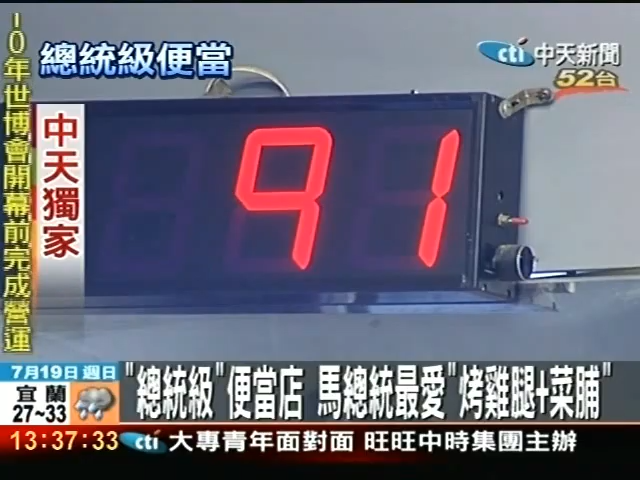 總統級便當
cti 中天新聞
52台
10年世博會開幕前完成營運
中天獨家
91
7月19日 週日
宜蘭
27~33
"總統級"便當店 馬總統最愛"烤雞腿+菜脯"
13:37:33
cti 大專青年面對面 旺旺中時集團主辦